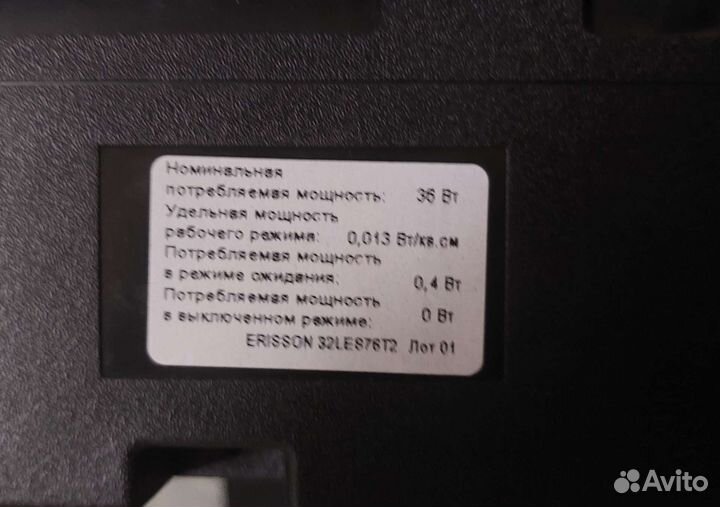 Номинальная
потребляемая мощность: 36 Вт
Удельная мощность
рабочего режима: 0,013 Вт/кв.см
Потребляемая мощность
в режиме ожидания: 0,4 Вт
Потребляемая мощность
в выключенном режиме: 0 Вт
ERISSON 32LES76T2 Лот 01
Avito